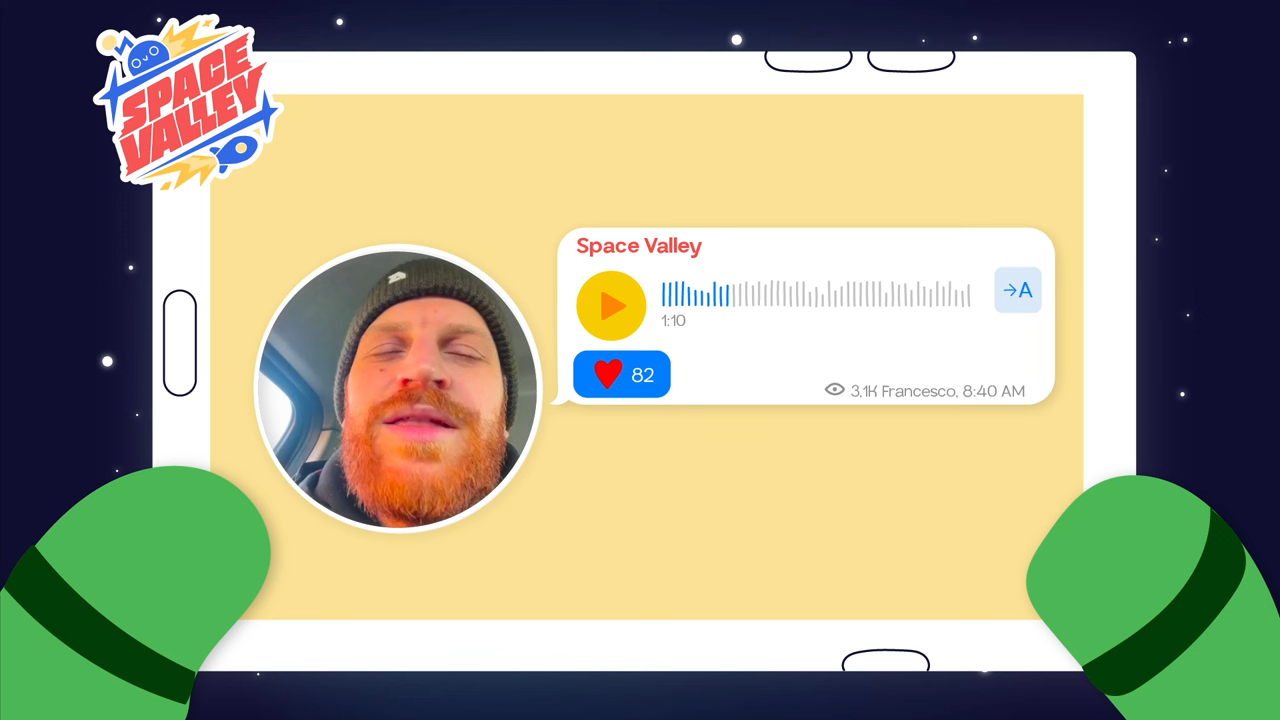 SPACE
VALLEY
Space Valley
→A
1:10
82
3,1K Francesco, 8:40 AM